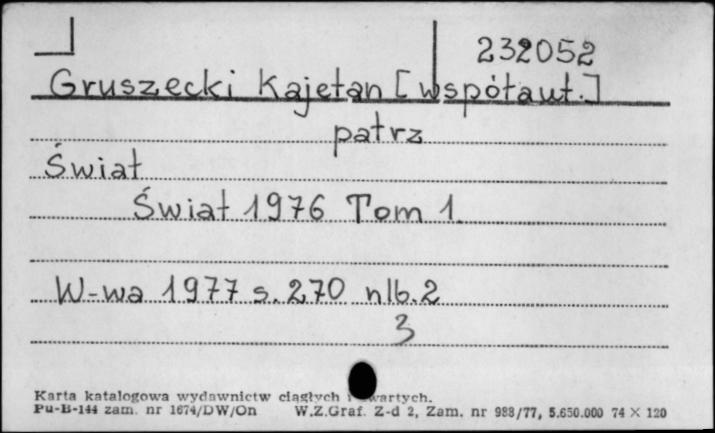 232052
Gruszecki Kajetan [współaut.]
patrz
Świat
Świat 1976 Tom 1.
W-wa 1977 s. 270 nlb. 2
3
Karta katalogowa wydawnictw ciągłych i zwartych.
Pu-B-144 zam. nr 1674/DW/On W.Z.Graf. Z-d 2, Zam. nr 988/77, 5.650.000 74 × 120